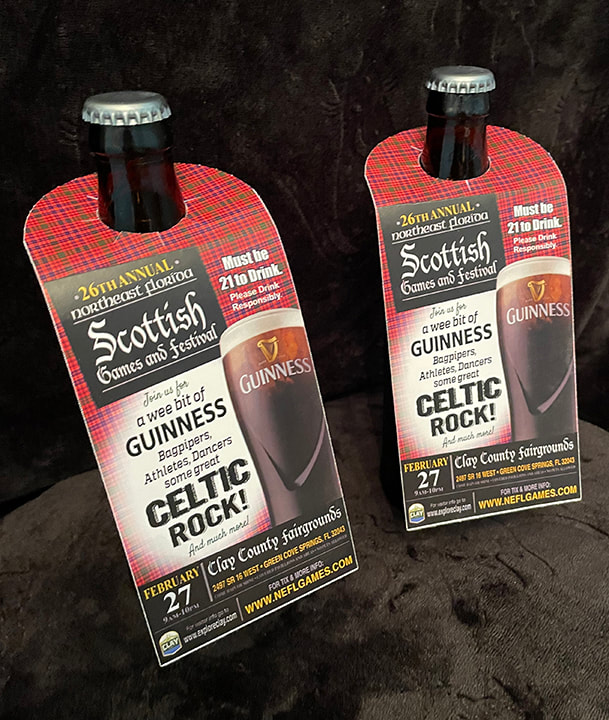 •26TH ANNUAL•
northeast florida
Scottish
Games and Festival
Must be
21 to Drink.
Please Drink
Responsibly.
Join us for
a wee bit of
GUINNESS
Bagpipers,
Athletes, Dancers
some great
CELTIC
ROCK!
And much more!
GUINNESS
FEBRUARY
27
9AM-10PM
Clay County Fairgrounds
2497 SR 16 WEST • GREEN COVE SPRINGS, FL 32043
For visitor info go to
www.exploreclay.com
FOR TIX & MORE INFO:
WWW.NEFLGAMES.COM
CLAY
•26TH ANNUAL•
northeast florida
Scottish
Games and Festival
Must be
21 to Drink.
Please Drink
Responsibly.
Join us for
a wee bit of
GUINNESS
Bagpipers,
Athletes, Dancers
some great
CELTIC
ROCK!
And much more!
GUINNESS
FEBRUARY
27
9AM-10PM
Clay County Fairgrounds
2497 SR 16 WEST • GREEN COVE SPRINGS, FL 32043
For visitor info go to
www.exploreclay.com
FOR TIX & MORE INFO:
WWW.NEFLGAMES.COM
CLAY